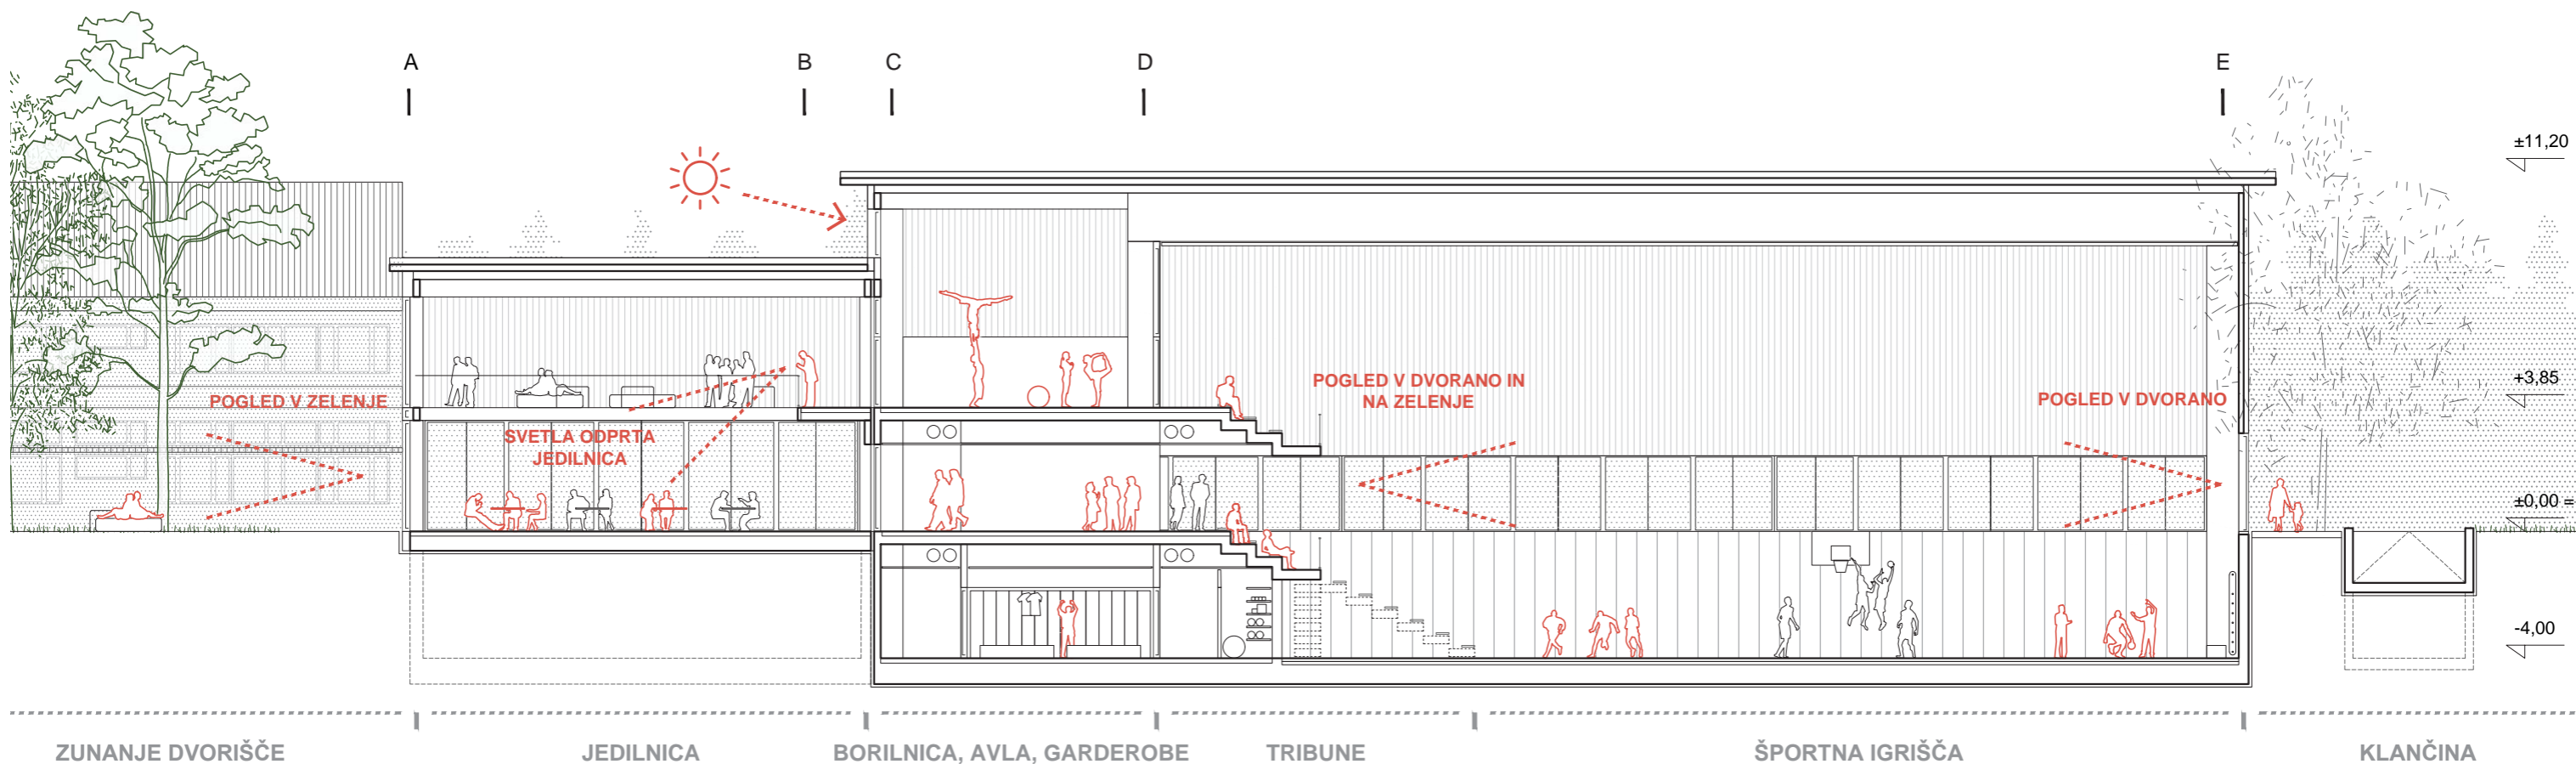 A
B
C
D
E
±11,20
POGLED V DVORANO IN
NA ZELENJE
+3,85
POGLED V ZELENJE
POGLED V DVORANO
SVETLA ODPRTA
JEDILNICA
±0,00 =
-4,00
ZUNANJE DVORIŠČE
JEDILNICA
BORILNICA, AVLA, GARDEROBE
TRIBUNE
ŠPORTNA IGRIŠČA
KLANČINA